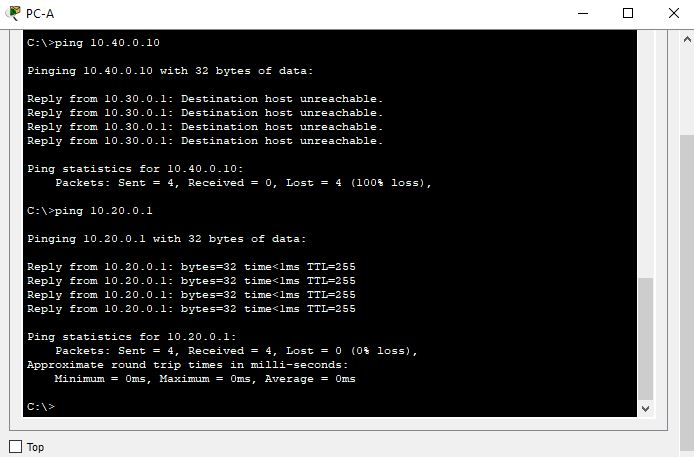 PC-A
C:\>ping 10.40.0.10
Pinging 10.40.0.10 with 32 bytes of data:
Reply from 10.30.0.1: Destination host unreachable.
Reply from 10.30.0.1: Destination host unreachable.
Reply from 10.30.0.1: Destination host unreachable.
Reply from 10.30.0.1: Destination host unreachable.
Ping statistics for 10.40.0.10:
    Packets: Sent = 4, Received = 0, Lost = 4 (100% loss),
C:\>ping 10.20.0.1
Pinging 10.20.0.1 with 32 bytes of data:
Reply from 10.20.0.1: bytes=32 time<1ms TTL=255
Reply from 10.20.0.1: bytes=32 time<1ms TTL=255
Reply from 10.20.0.1: bytes=32 time<1ms TTL=255
Reply from 10.20.0.1: bytes=32 time<1ms TTL=255
Ping statistics for 10.20.0.1:
    Packets: Sent = 4, Received = 4, Lost = 0 (0% loss),
Approximate round trip times in milli-seconds:
    Minimum = 0ms, Maximum = 0ms, Average = 0ms
C:\>
Top